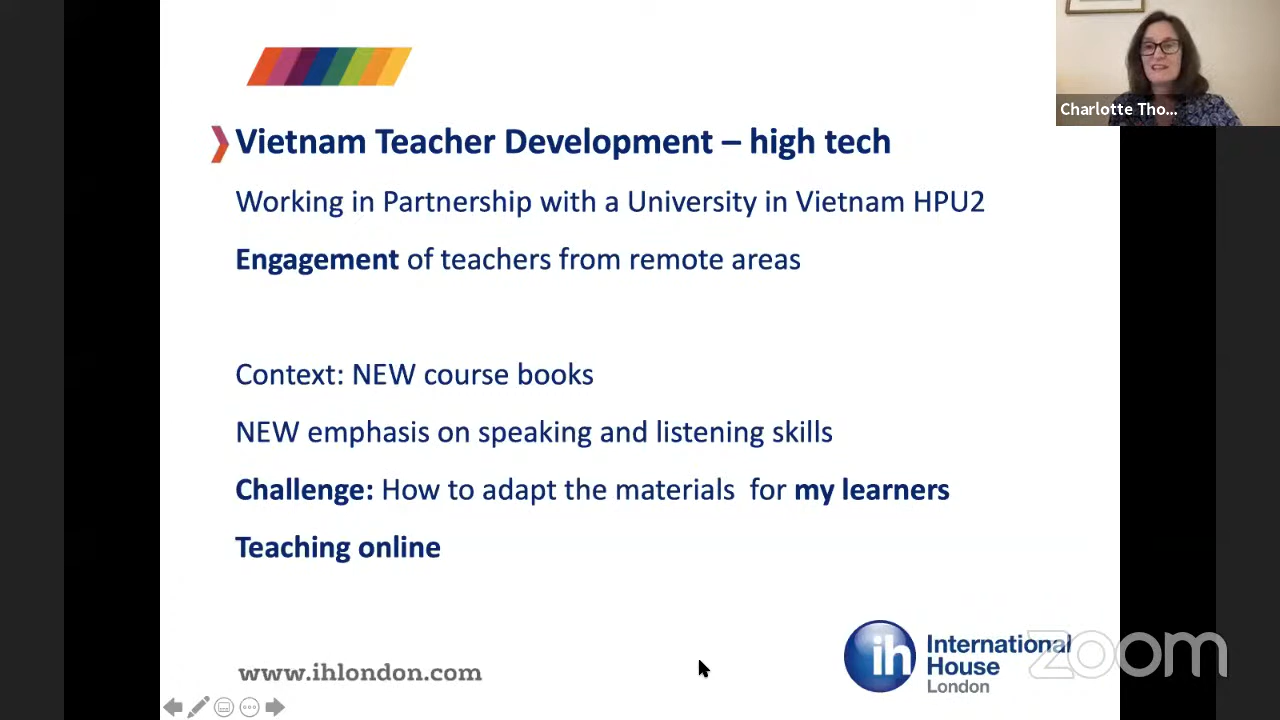 Charlotte Tho...
Vietnam Teacher Development – high tech
Working in Partnership with a University in Vietnam HPU2
Engagement of teachers from remote areas
Context: NEW course books
NEW emphasis on speaking and listening skills
Challenge: How to adapt the materials  for my learners
Teaching online
www.ihlondon.com
ih
International
House
London
zoom